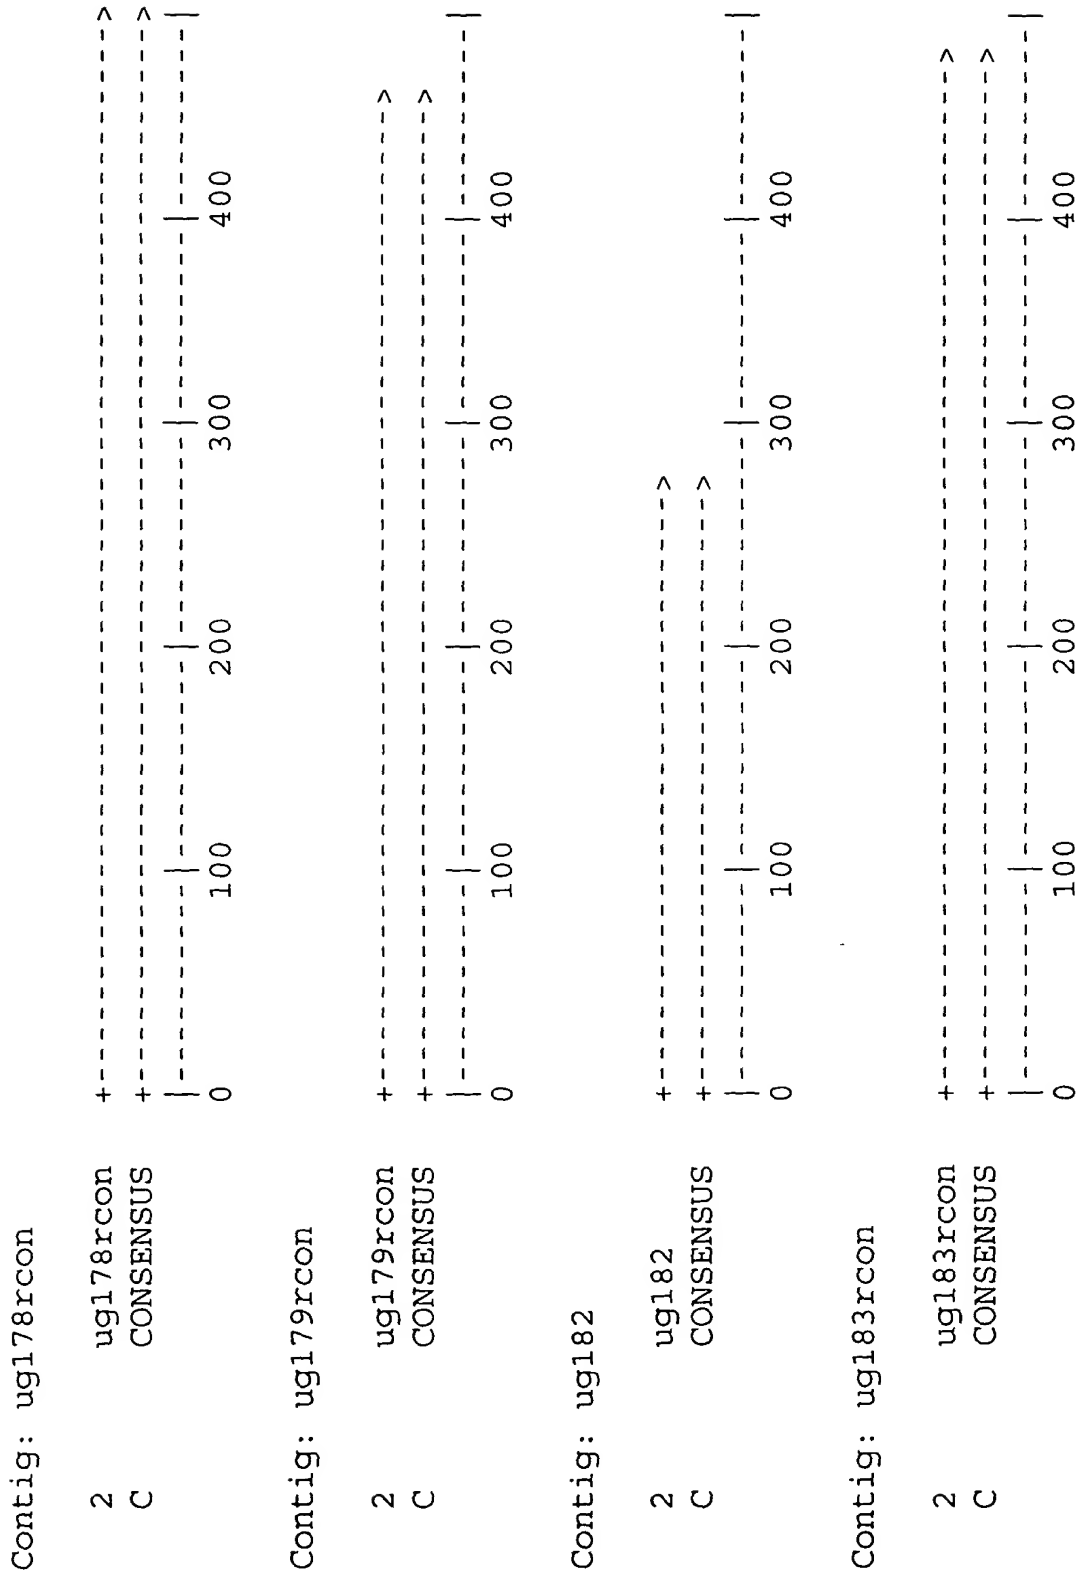 Contig: ug178rcon
2 ug178rcon +---------------------------------------------------->
C CONSENSUS +---------------------------------------------------->
|----------|----------|----------|---------|---------|
0 100 200 300 400
Contig: ug179rcon
2 ug179rcon +------------------------------------------------>
C CONSENSUS +------------------------------------------------>
|----------|----------|----------|---------|---------|
0 100 200 300 400
Contig: ug182
2 ug182 +----------------------------->
C CONSENSUS +----------------------------->
|----------|----------|----------|---------|---------|
0 100 200 300 400
Contig: ug183rcon
2 ug183rcon +-------------------------------------------------->
C CONSENSUS +-------------------------------------------------->
|----------|----------|----------|---------|---------|
0 100 200 300 400